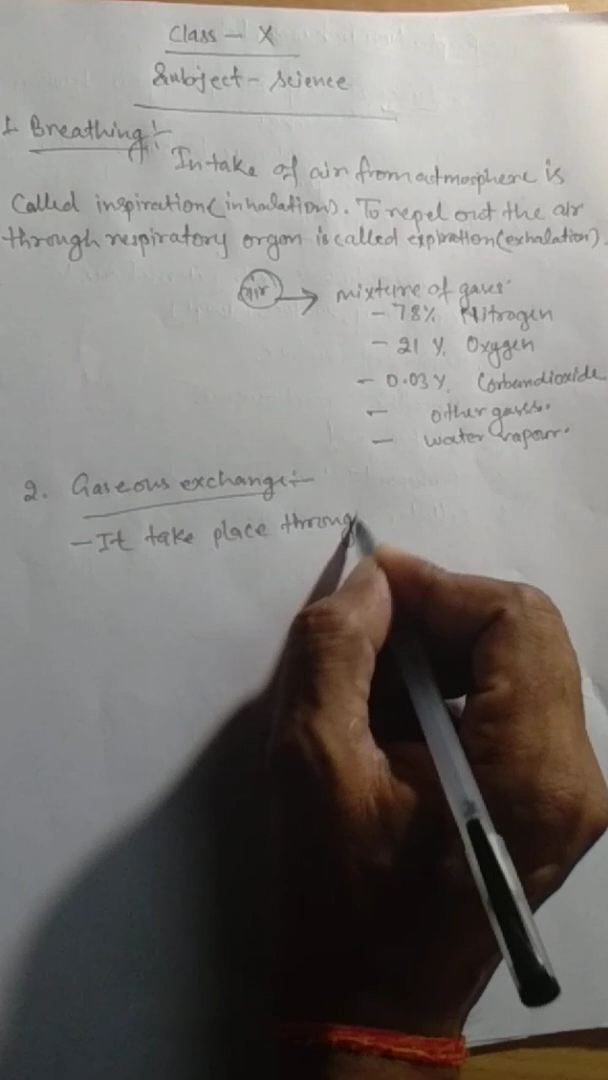 Class - X
Subject - Science
1. Breathing:-
Intake of air from atmosphere is
Called inspiration (inhalation). To repel out the air
through respiratory organ is called expiration (exhalation).
air → mixture of gases
- 78% Nitrogen
- 21 %. Oxygen
- 0.03 %. Carbondioxide
- other gases.
- water vapour.
2. Gaseous exchange:-
- It take place throug